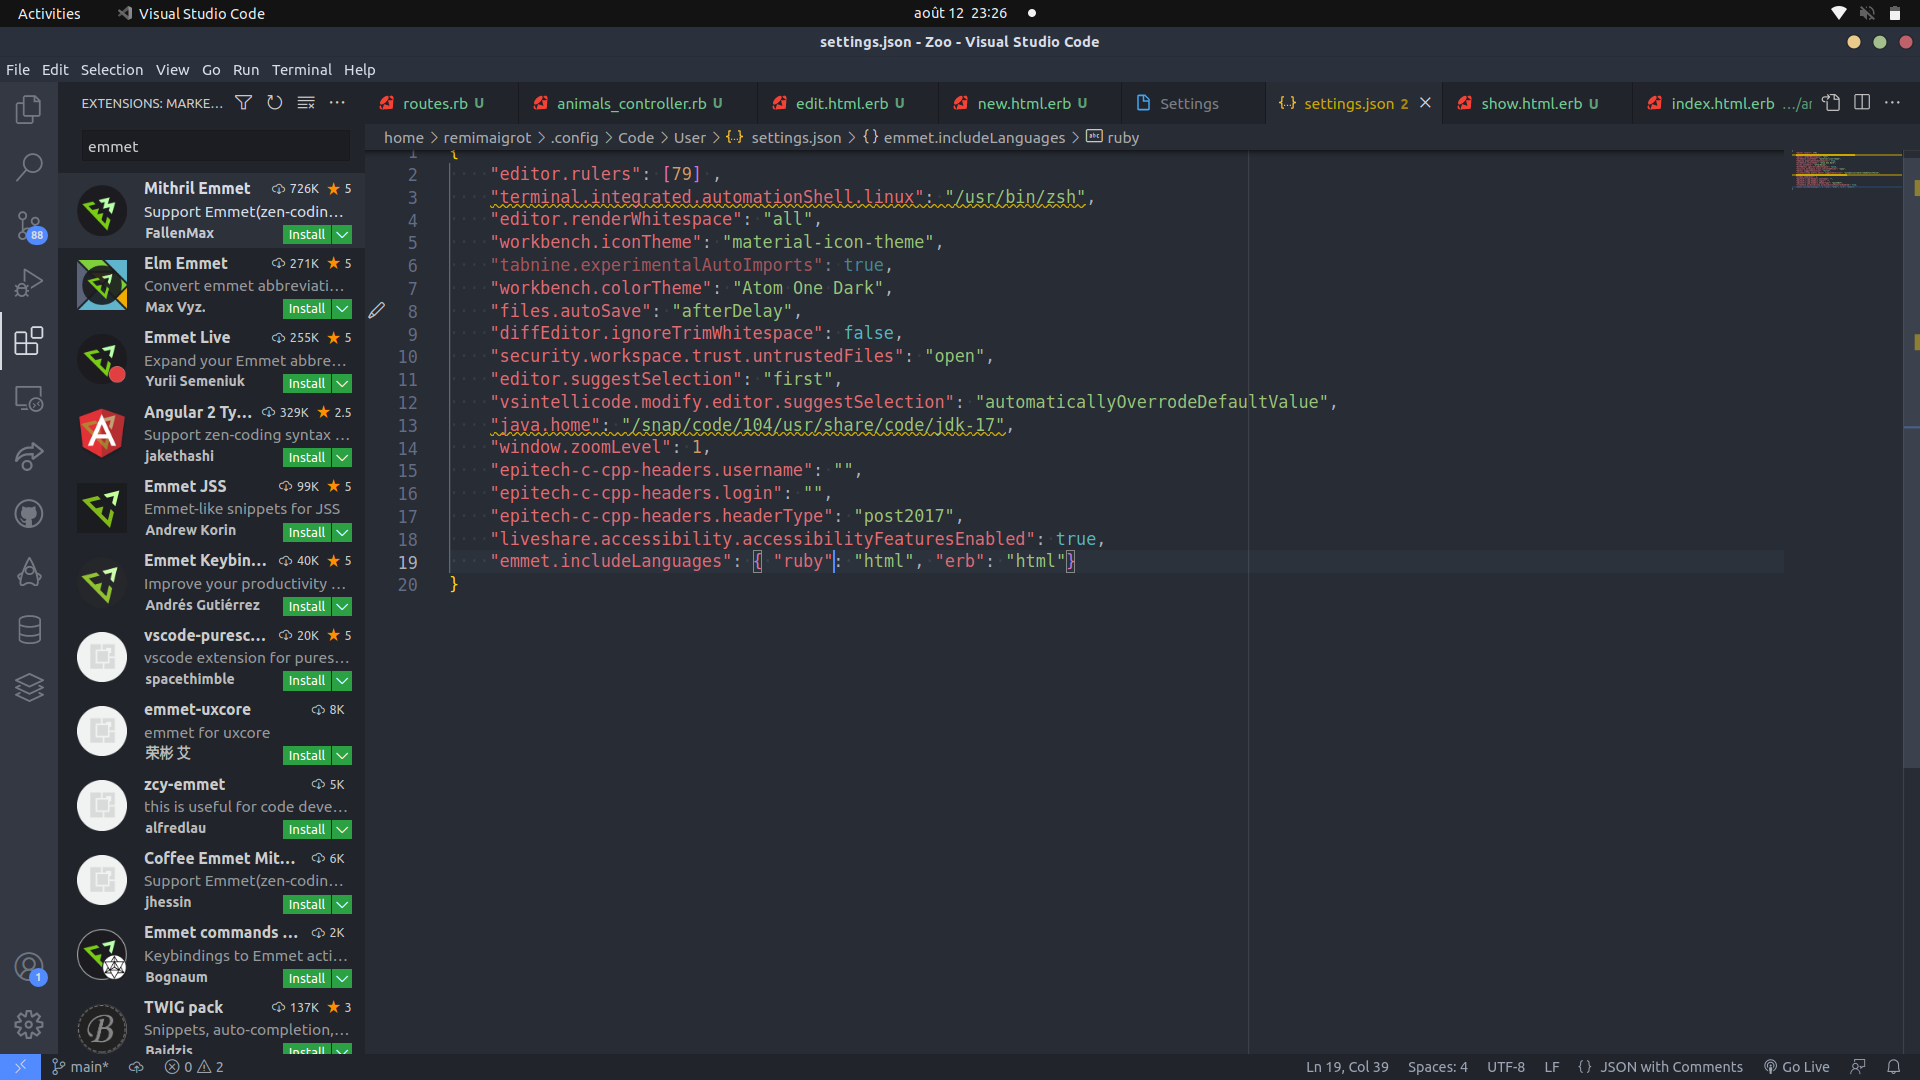 Activities
Visual Studio Code
août 12 23:26
settings.json - Zoo - Visual Studio Code
File Edit Selection View Go Run Terminal Help
EXTENSIONS: MARKE...
emmet
Mithril Emmet 726K 5
Support Emmet(zen-codin...
FallenMax Install
Elm Emmet 271K 5
Convert emmet abbreviati...
Max Vyz. Install
Emmet Live 255K 5
Expand your Emmet abbre...
Yurii Semeniuk Install
Angular 2 Ty... 329K 2.5
Support zen-coding syntax ...
jakethashi Install
Emmet JSS 99K 5
Emmet-like snippets for JSS
Andrew Korin Install
Emmet Keybin... 40K 5
Improve your productivity ...
Andrés Gutiérrez Install
vscode-puresc... 20K 5
vscode extension for pures...
spacethimble Install
emmet-uxcore 8K
emmet for uxcore
荣彬 艾 Install
zcy-emmet 5K
this is useful for code deve...
alfredlau Install
Coffee Emmet Mit... 6K
Support Emmet(zen-codin...
jhessin Install
Emmet commands ... 2K
Keybindings to Emmet acti...
Bognaum Install
TWIG pack 137K 3
Snippets, auto-completion,...
Bajdzis Install
88
1
routes.rb U
animals_controller.rb U
edit.html.erb U
new.html.erb U
Settings
settings.json 2
show.html.erb U
index.html.erb .../ar
home > remimaigrot > .config > Code > User > {..} settings.json > {} emmet.includeLanguages > abc ruby
1 {
2 "editor.rulers": [79] ,
3 "terminal.integrated.automationShell.linux": "/usr/bin/zsh",
4 "editor.renderWhitespace": "all",
5 "workbench.iconTheme": "material-icon-theme",
6 "tabnine.experimentalAutoImports": true,
7 "workbench.colorTheme": "Atom One Dark",
8 "files.autoSave": "afterDelay",
9 "diffEditor.ignoreTrimWhitespace": false,
10 "security.workspace.trust.untrustedFiles": "open",
11 "editor.suggestSelection": "first",
12 "vsintellicode.modify.editor.suggestSelection": "automaticallyOverrodeDefaultValue",
13 "java.home": "/snap/code/104/usr/share/code/jdk-17",
14 "window.zoomLevel": 1,
15 "epitech-c-cpp-headers.username": "",
16 "epitech-c-cpp-headers.login": "",
17 "epitech-c-cpp-headers.headerType": "post2017",
18 "liveshare.accessibility.accessibilityFeaturesEnabled": true,
19 "emmet.includeLanguages": { "ruby": "html", "erb": "html"}
20 }
main* 0 2
Ln 19, Col 39 Spaces: 4 UTF-8 LF {} JSON with Comments Go Live